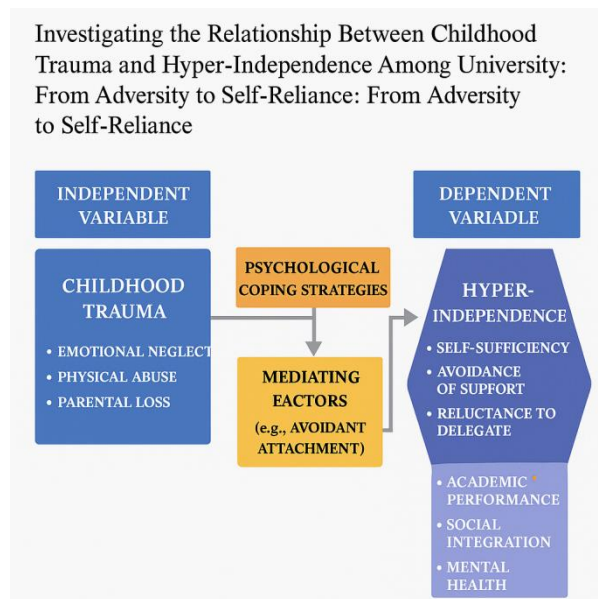 Investigating the Relationship Between Childhood
Trauma and Hyper-Independence Among University:
From Adversity to Self-Reliance: From Adversity
to Self-Reliance
INDEPENDENT
VARIABLE
CHILDHOOD
TRAUMA
• EMOTIONAL NEGLECT
• PHYSICAL ABUSE
• PARENTAL LOSS
PSYCHOLOGICAL
COPING STRATEGIES
MEDIATING
EACTORS
(e.g., AVOIDANT
ATTACHMENT)
DEPENDENT
VARIADLE
HYPER-
INDEPENDENCE
• SELF-SUFFICIENCY
• AVOIDANCE
OF SUPPORT
• RELUCTANCE TO
DELEGATE
• ACADEMIC
PERFORMANCE
• SOCIAL
INTEGRATION
• MENTAL
HEALTH